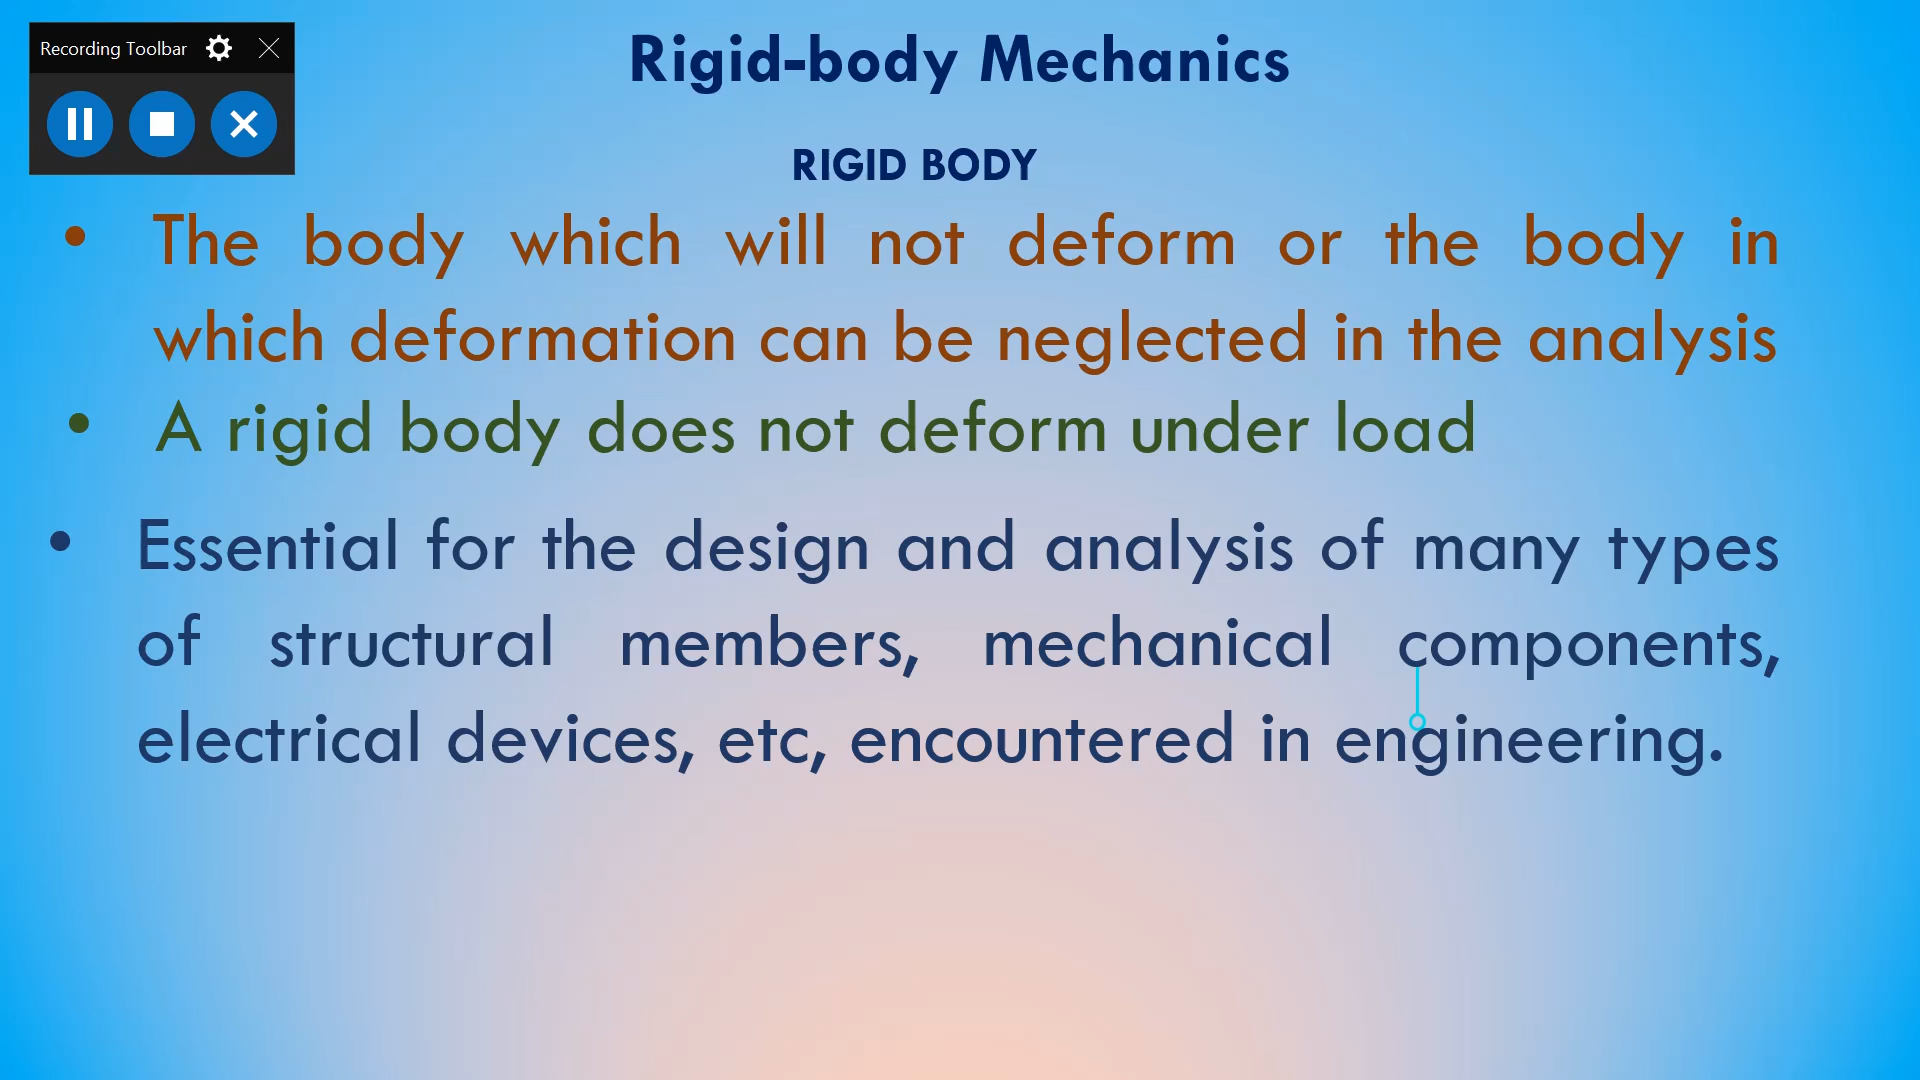 Recording Toolbar
Rigid-body Mechanics
RIGID BODY
• The body which will not deform or the body in
which deformation can be neglected in the analysis
• A rigid body does not deform under load
• Essential for the design and analysis of many types
of structural members, mechanical components,
electrical devices, etc, encountered in engineering.